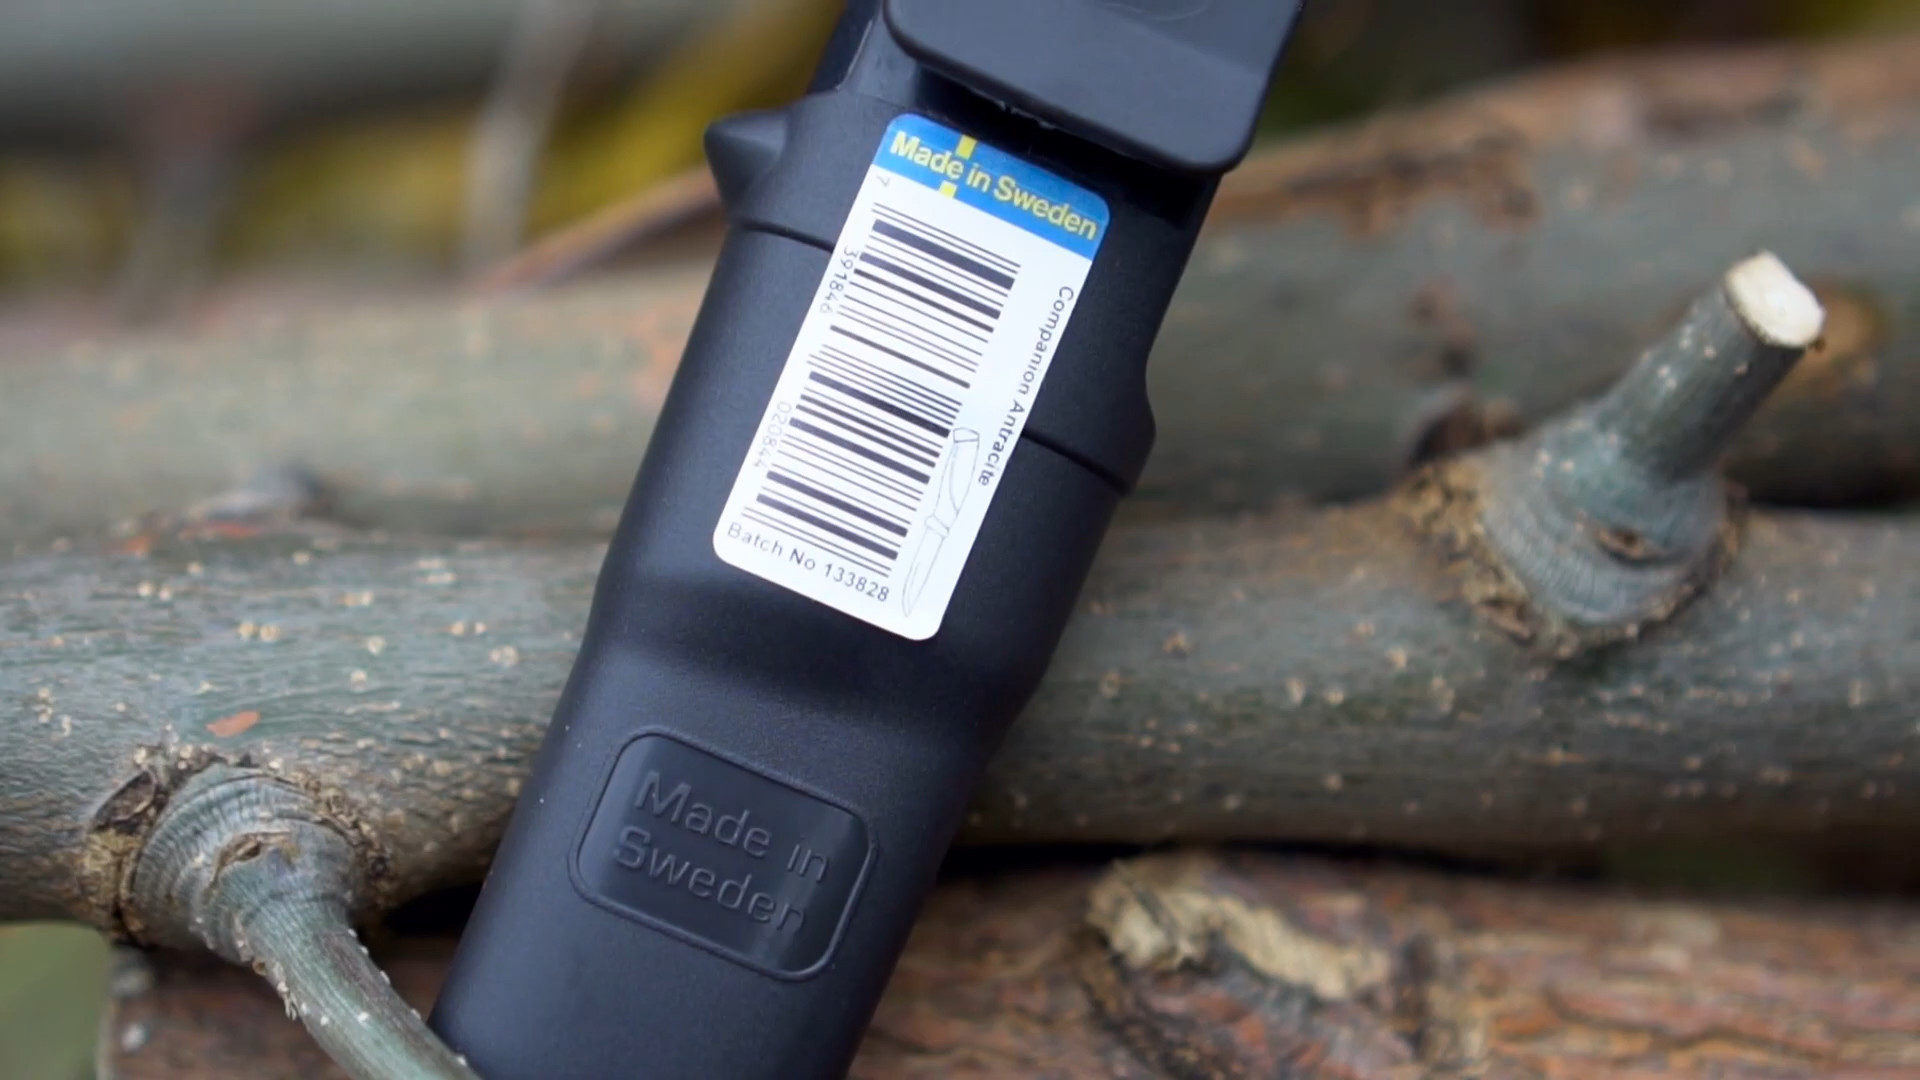 Made in Sweden
7 391846 020844
Companion Antracite
Batch No 133828
Made in
Sweden